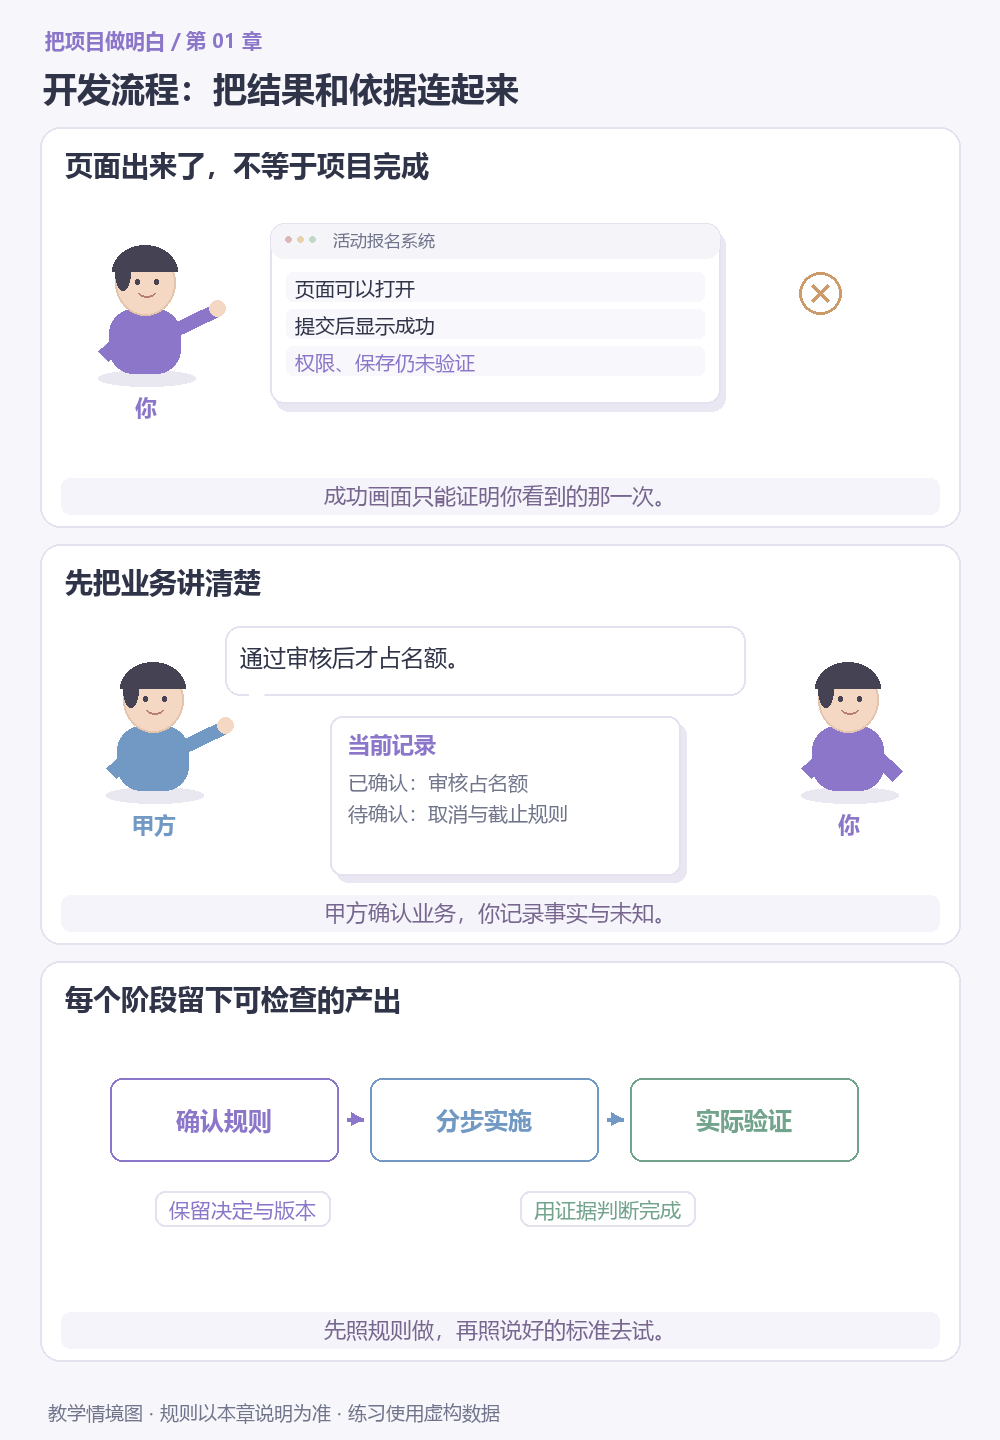 把项目做明白 / 第 01 章
开发流程：把结果和依据连起来
页面出来了，不等于项目完成
活动报名系统
页面可以打开
提交后显示成功
权限、保存仍未验证
你
成功画面只能证明你看到的那一次。
先把业务讲清楚
通过审核后才占名额。
当前记录
已确认：审核占名额
待确认：取消与截止规则
甲方
你
甲方确认业务，你记录事实与未知。
每个阶段留下可检查的产出
确认规则
分步实施
实际验证
保留决定与版本
用证据判断完成
先照规则做，再照说好的标准去试。
教学情境图 · 规则以本章说明为准 · 练习使用虚构数据